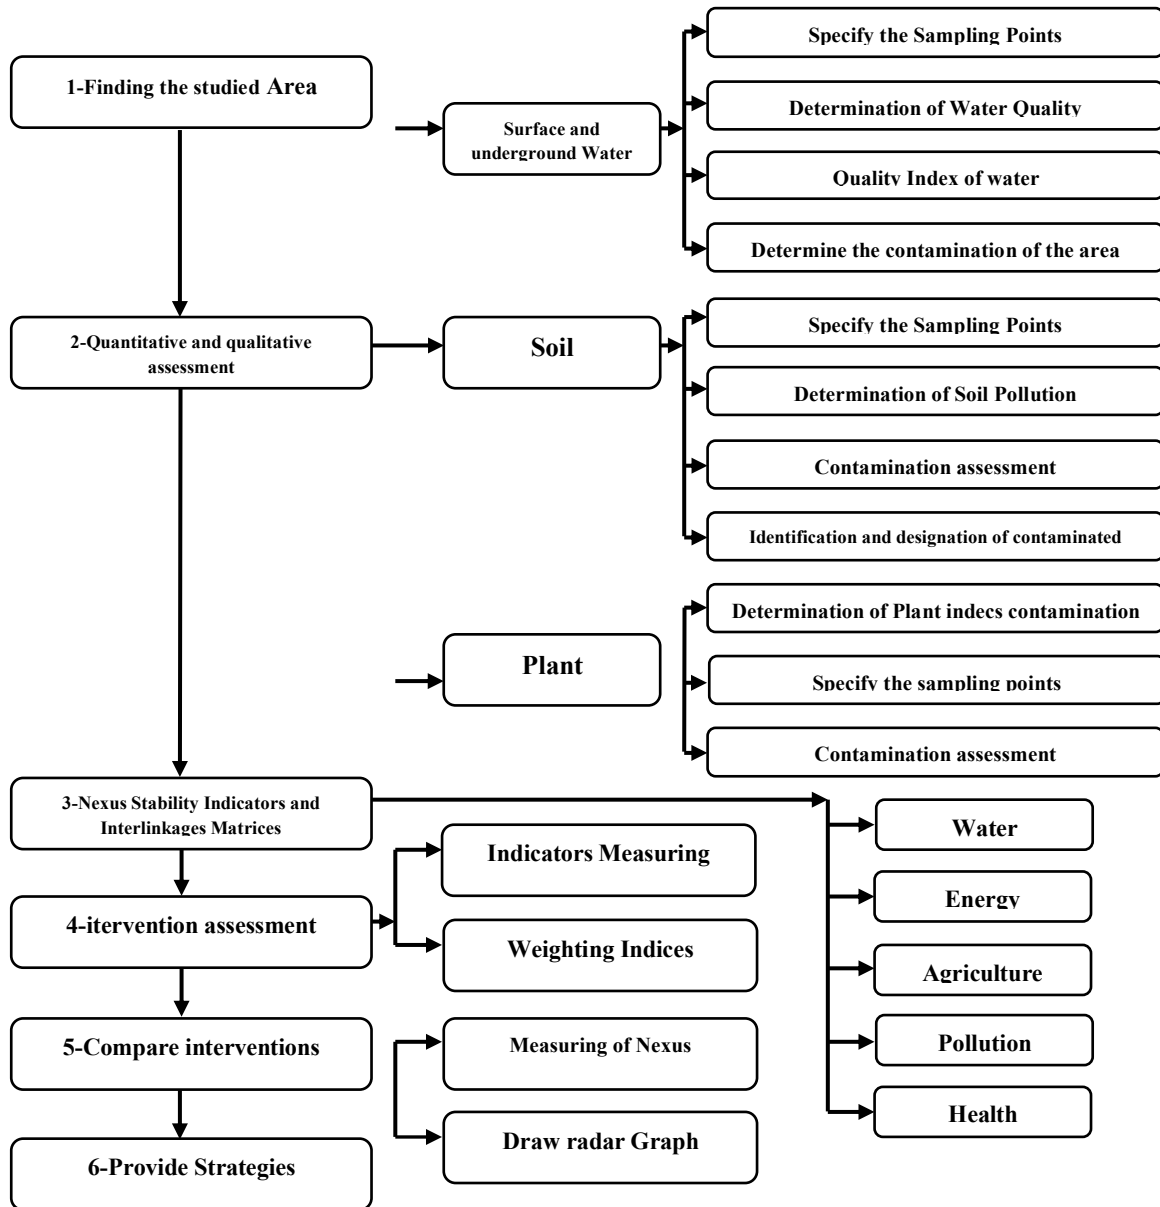 1-Finding the studied Area
Surface and
underground Water
Specify the Sampling Points
Determination of Water Quality
Quality Index of water
Determine the contamination of the area
2-Quantitative and qualitative
assessment
Soil
Specify the Sampling Points
Determination of Soil Pollution
Contamination assessment
Identification and designation of contaminated
Plant
Determination of Plant indecs contamination
Specify the sampling points
Contamination assessment
3-Nexus Stability Indicators and
Interlinkages Matrices
Water
Energy
Agriculture
Pollution
Health
4-itervention assessment
Indicators Measuring
Weighting Indices
5-Compare interventions
Measuring of Nexus
Draw radar Graph
6-Provide Strategies